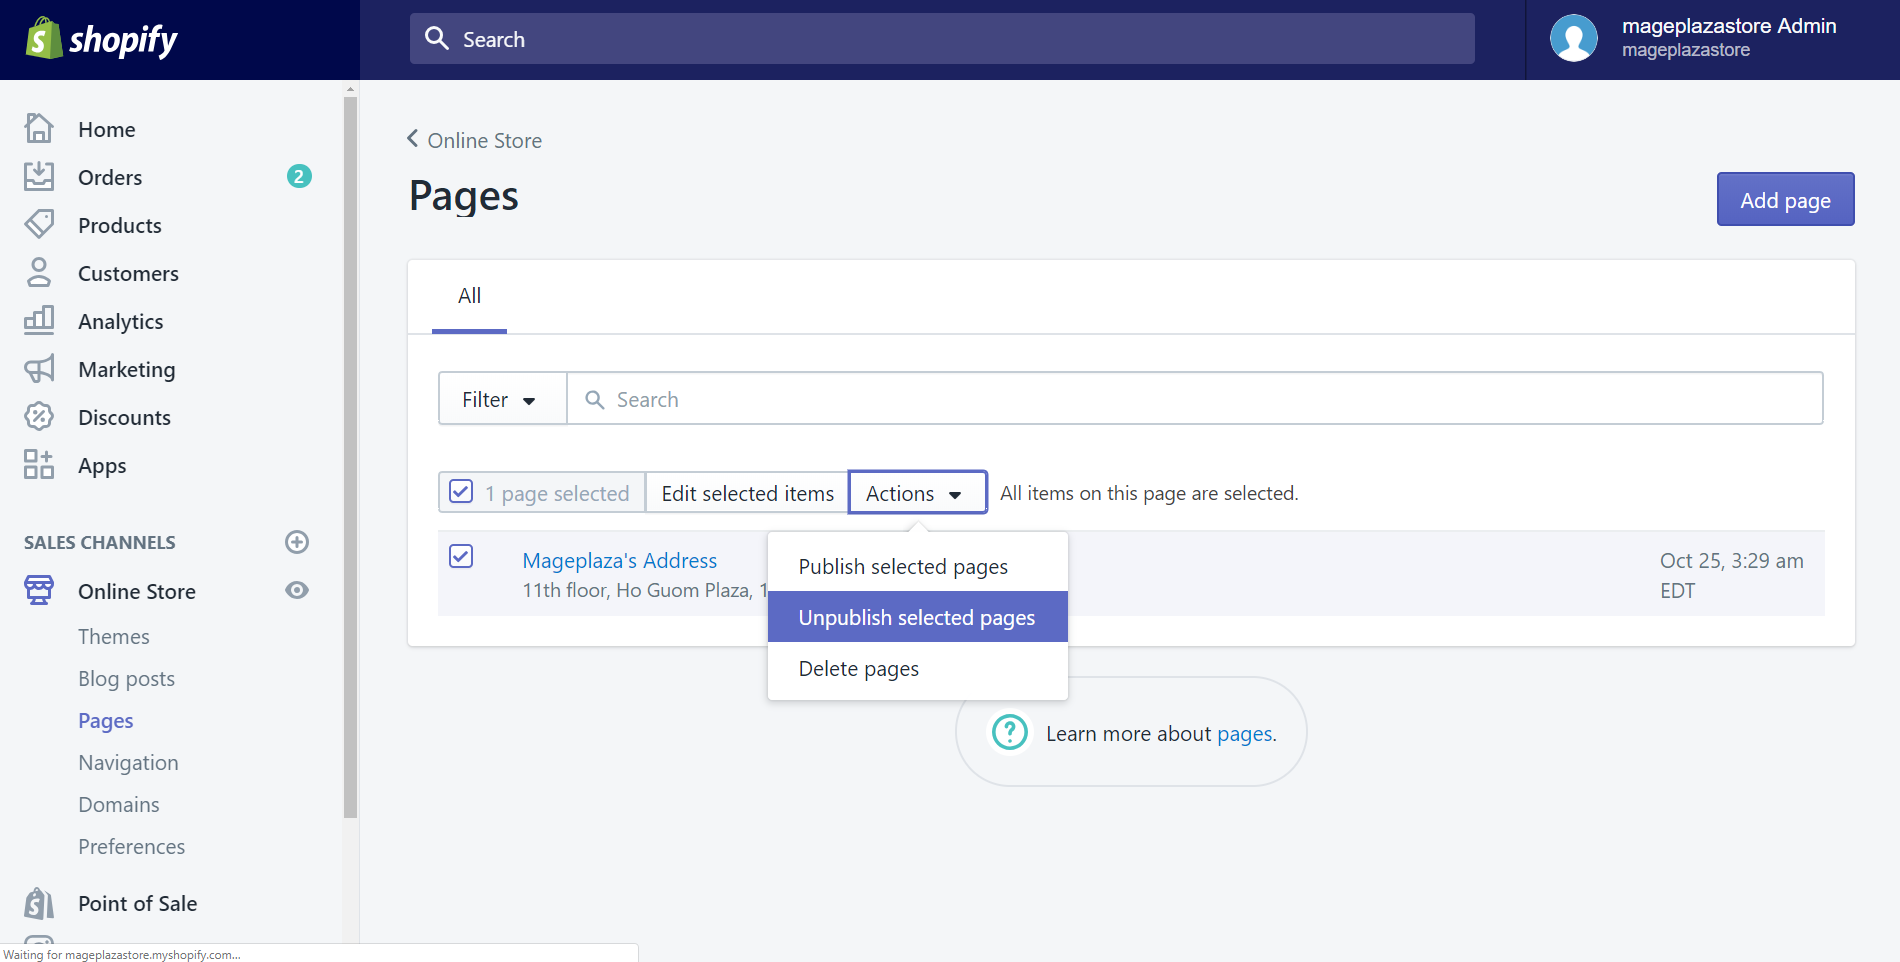 shopify
Search
mageplazastore Admin
mageplazastore
Home
Orders
2
Products
Customers
Analytics
Marketing
Discounts
Apps
SALES CHANNELS
Online Store
Themes
Blog posts
Pages
Navigation
Domains
Preferences
Point of Sale
Waiting for mageplazastore.myshopify.com...
Online Store
Pages
Add page
All
Filter
Search
1 page selected
Edit selected items
Actions
All items on this page are selected.
Mageplaza's Address
11th floor, Ho Guom Plaza, 1
Oct 25, 3:29 am
EDT
Publish selected pages
Unpublish selected pages
Delete pages
Learn more about pages.